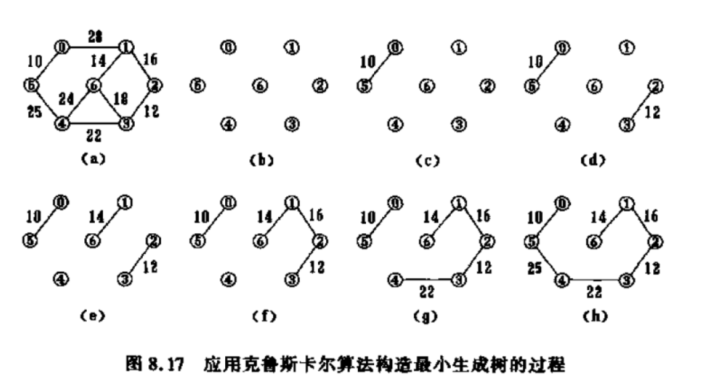 28
⓪ ① ⓪ ① ⓪ ① ⓪ ①
10 14 16 10 10
⑤ ⑥ ② ⑤ ⑥ ② ⑤ ⑥ ② ⑤ ⑥ ②
25 24 18 12 12
④ ③ ④ ③ ④ ③ ④ ③
22
(a) (b) (c) (d)
⓪ ① ⓪ ① ⓪ ① ⓪ ①
10 14 10 14 16 10 14 16 10 14 16
⑤ ⑥ ② ⑤ ⑥ ② ⑤ ⑥ ② ⑤ ⑥ ②
12 12 12 25 12
④ ③ ④ ③ ④ ③ ④ ③
22 22
(e) (f) (g) (h)
图 8.17 应用克鲁斯卡尔算法构造最小生成树的过程